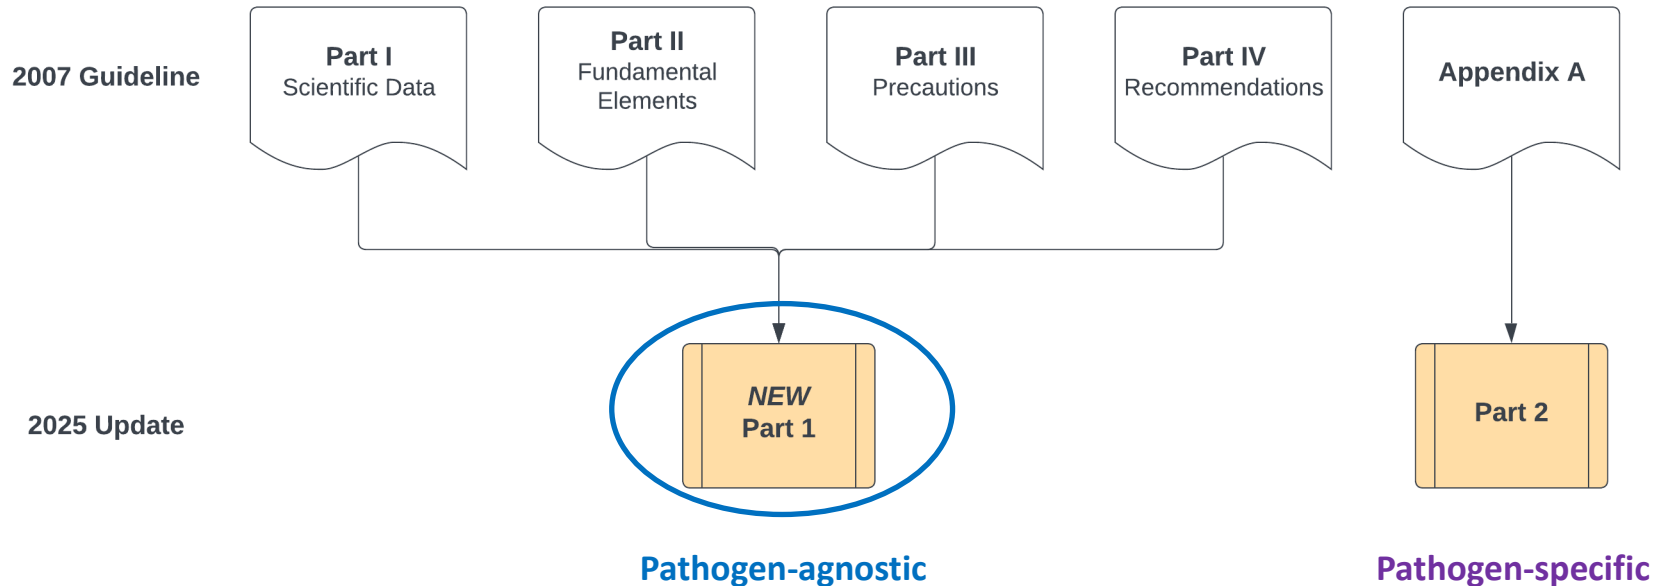 2007 Guideline
Part I
Scientific Data
Part II
Fundamental
Elements
Part III
Precautions
Part IV
Recommendations
Appendix A
2025 Update
NEW
Part 1
Part 2
Pathogen-agnostic
Pathogen-specific